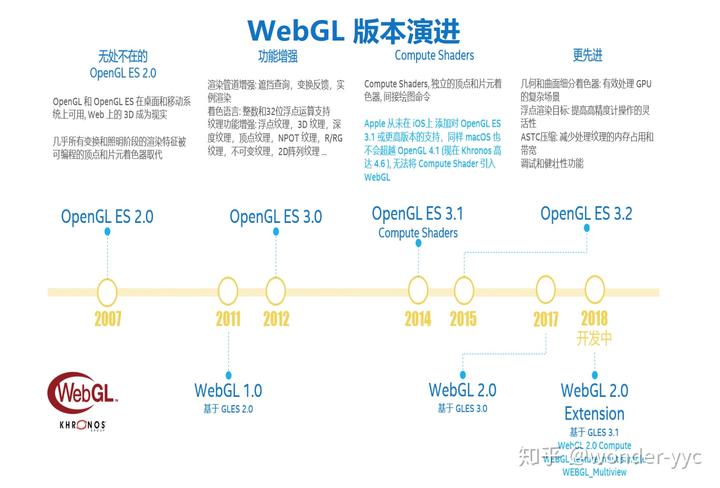 WebGL 版本演进
无处不在的
OpenGL ES 2.0
OpenGL 和 OpenGL ES 在桌面和移动系
统上可用, Web 上的 3D 成为现实
几乎所有变换和照明阶段的渲染特征被
可编程的顶点和片元着色器取代
功能增强
渲染管道增强: 遮挡查询，变换反馈，实
例渲染
着色语言: 整数和32位浮点运算支持
纹理功能增强: 浮点纹理，3D 纹理，深
度纹理，顶点纹理，NPOT 纹理，R/RG
纹理，不可变纹理，2D阵列纹理 ...
Compute Shaders
Compute Shaders, 独立的顶点和片元着
色器, 间接绘图命令
Apple 从未在 iOS上 添加对 OpenGL ES
3.1 或更高版本的支持，同样 macOS 也
不会超越 OpenGL 4.1 (现在 Khronos 高
达 4.6 ), 无法将 Compute Shader 引入
WebGL
更先进
几何和曲面细分着色器: 有效处理 GPU
的复杂场景
浮点渲染目标: 提高高精度计操作的灵
活性
ASTC压缩: 减少处理纹理的内存占用和
带宽
调试和健壮性功能
OpenGL ES 2.0
OpenGL ES 3.0
OpenGL ES 3.1
Compute Shaders
OpenGL ES 3.2
2007
2011
2012
2014
2015
2017
2018
开发中
WebGL™
KHRONOS
GROUP
WebGL 1.0
基于 GLES 2.0
WebGL 2.0
基于 GLES 3.0
WebGL 2.0
Extension
基于 GLES 3.1
WebGL 2.0 Compute
WEBGL_Multiview
知乎 @wonder-yyc